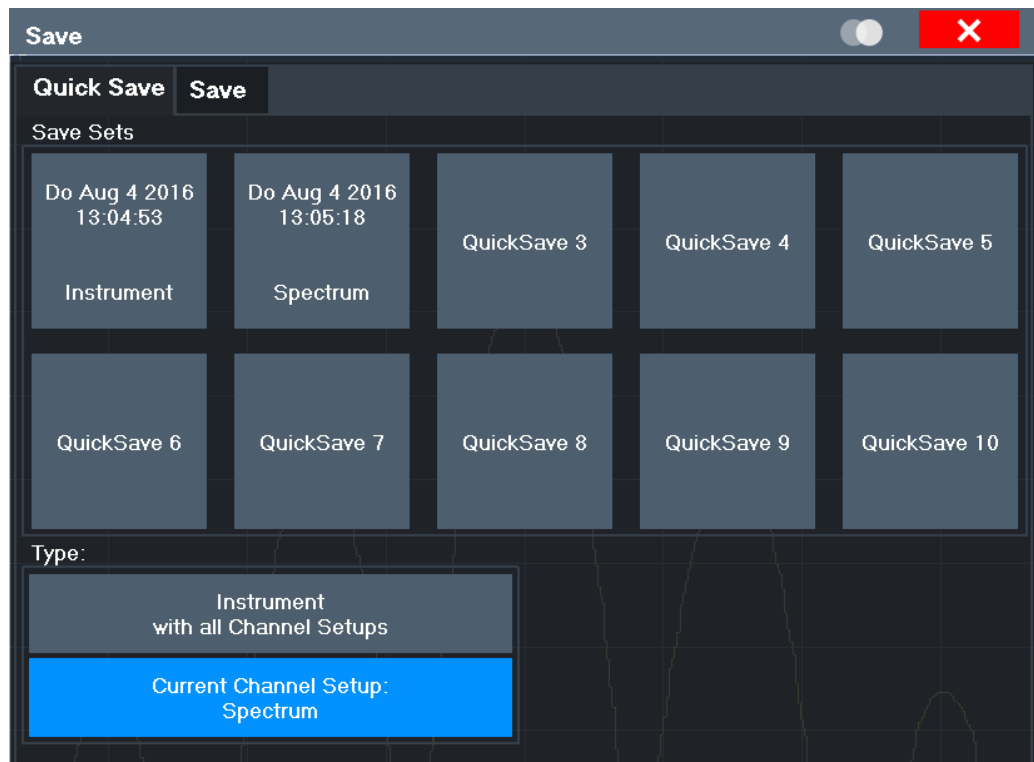 Save
Quick Save
Save
Save Sets
Do Aug 4 2016
13:04:53
Instrument
Do Aug 4 2016
13:05:18
Spectrum
QuickSave 3
QuickSave 4
QuickSave 5
QuickSave 6
QuickSave 7
QuickSave 8
QuickSave 9
QuickSave 10
Type:
Instrument
with all Channel Setups
Current Channel Setup:
Spectrum